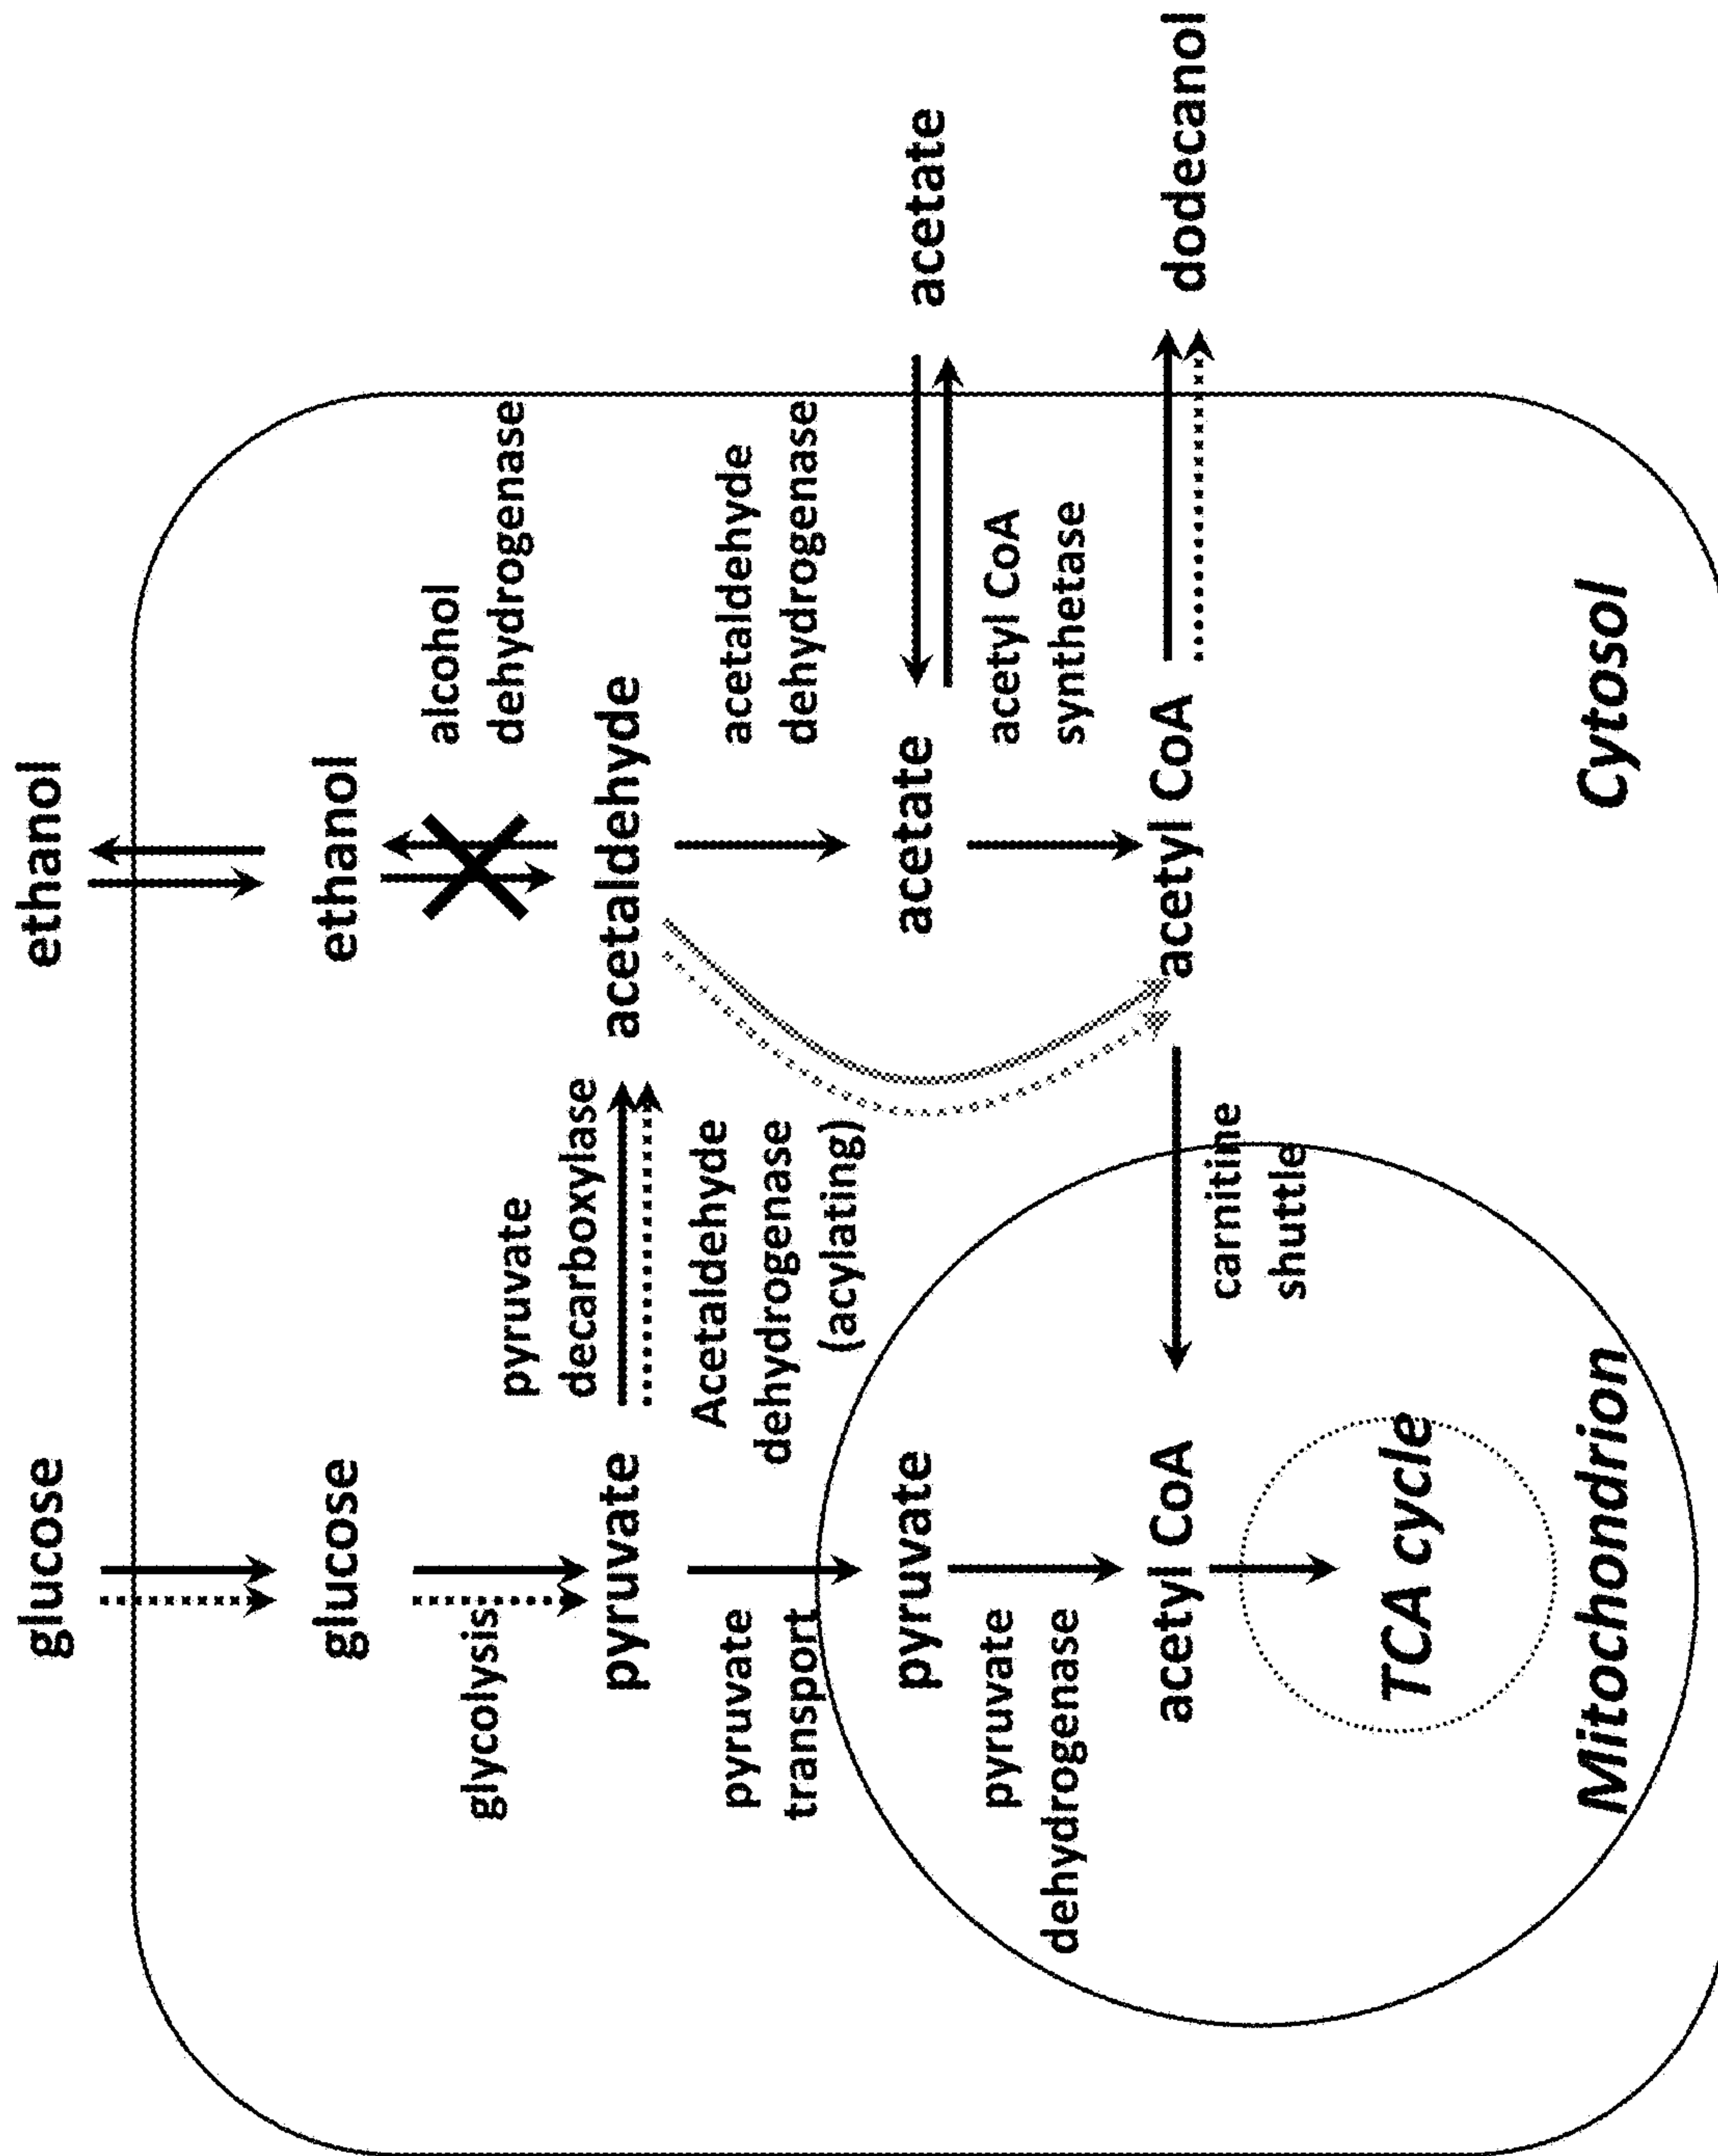 glucose
ethanol
glucose
ethanol
glycolysis
alcohol
dehydrogenase
pyruvate
decarboxylase
pyruvate
acetaldehyde
Acetaldehyde
dehydrogenase
(acylating)
pyruvate
transport
acetaldehyde
dehydrogenase
pyruvate
acetate
acetate
pyruvate
dehydrogenase
acetyl CoA
synthetase
acetyl CoA
acetyl CoA
dodecanol
carnitine
shuttle
TCA cycle
Mitochondrion
Cytosol